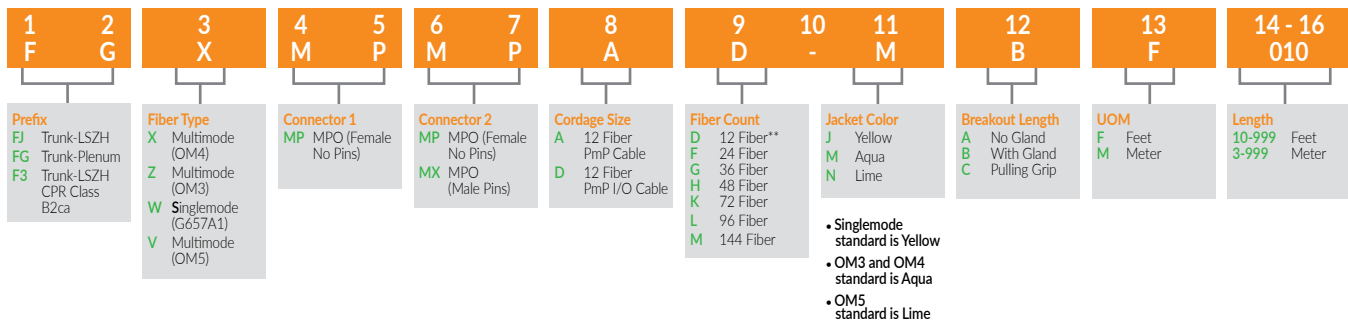 1 2 3 4 5 6 7 8 9 10 11 12 13 14 - 16
F G X M P M P A D - M B F 010
Prefix
FJ Trunk-LSZH
FG Trunk-Plenum
F3 Trunk-LSZH
CPR Class
B2ca
Fiber Type
X Multimode
(OM4)
Z Multimode
(OM3)
W Singlemode
(G657A1)
V Multimode
(OM5)
Connector 1
MP MPO (Female
No Pins)
Connector 2
MP MPO (Female
No Pins)
MX MPO
(Male Pins)
Cordage Size
A 12 Fiber
PmP Cable
D 12 Fiber
PmP I/O Cable
Fiber Count
D 12 Fiber**
F 24 Fiber
G 36 Fiber
H 48 Fiber
K 72 Fiber
L 96 Fiber
M 144 Fiber
Jacket Color
J Yellow
M Aqua
N Lime
• Singlemode
standard is Yellow
• OM3 and OM4
standard is Aqua
• OM5
standard is Lime
Breakout Length
A No Gland
B With Gland
C Pulling Grip
UOM
F Feet
M Meter
Length
10-999 Feet
3-999 Meter